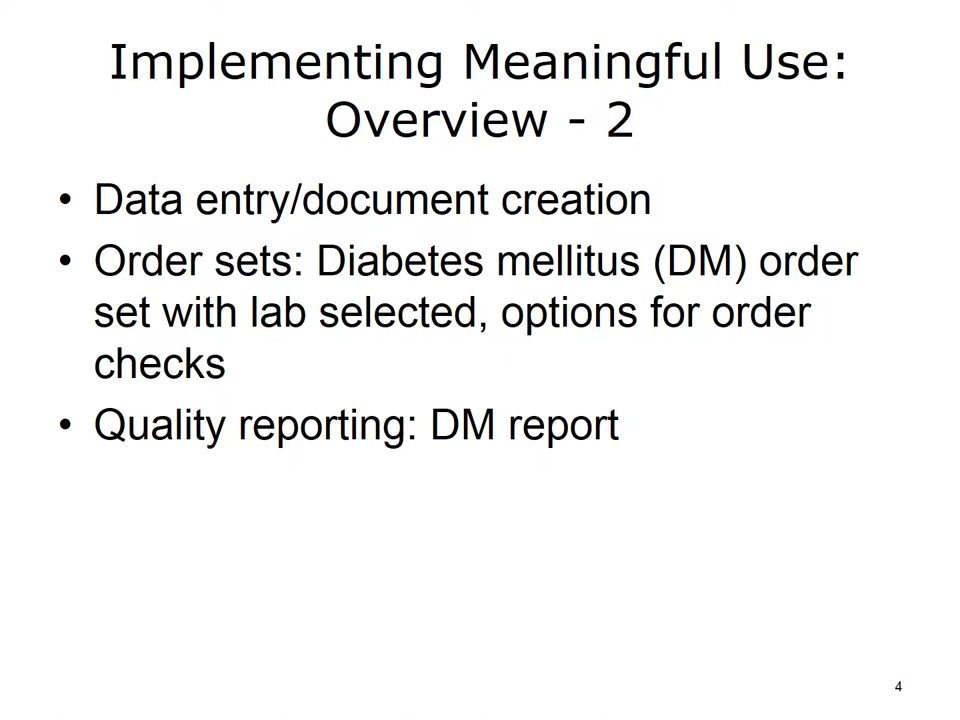 Implementing Meaningful Use:
Overview - 2
• Data entry/document creation
• Order sets: Diabetes mellitus (DM) order
set with lab selected, options for order
checks
• Quality reporting: DM report
4